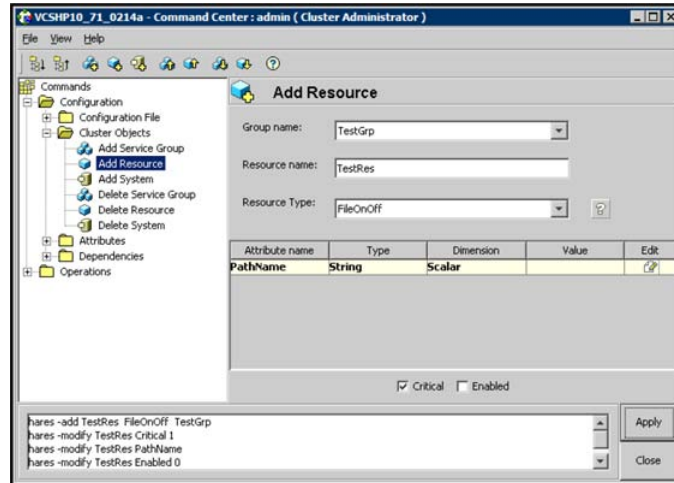 VCSHP10_71_0214a - Command Center : admin ( Cluster Administrator )
File View Help
Commands
Configuration
Configuration File
Cluster Objects
Add Service Group
Add Resource
Add System
Delete Service Group
Delete Resource
Delete System
Attributes
Dependencies
Operations
Add Resource
Group name: TestGrp
Resource name: TestRes
Resource Type: FileOnOff
Attribute name Type Dimension Value Edit
PathName String Scalar
Critical Enabled
hares -add TestRes FileOnOff TestGrp
hares -modify TestRes Critical 1
hares -modify TestRes PathName
hares -modify TestRes Enabled 0
Apply
Close